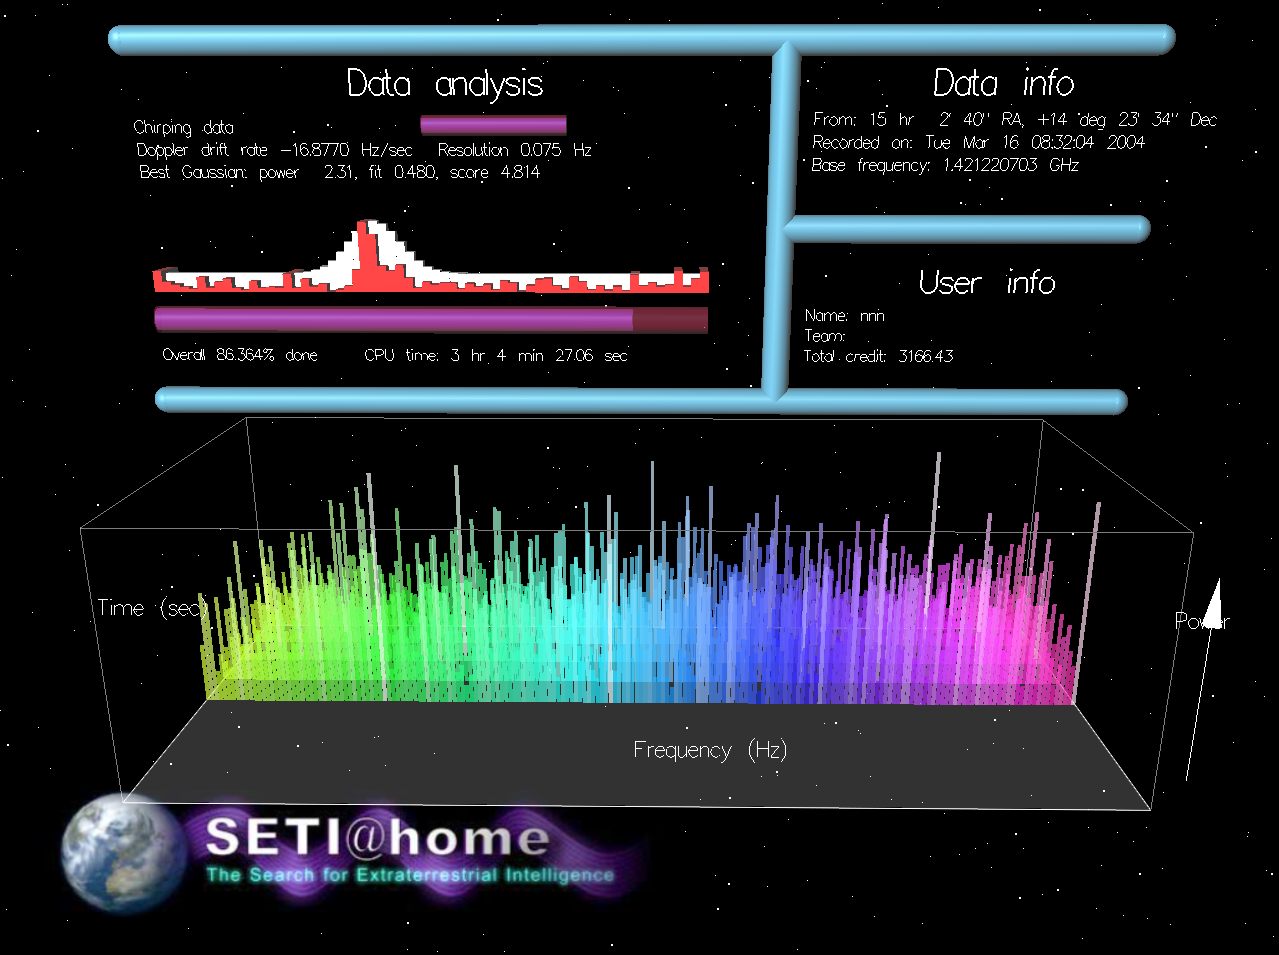 Data analysis
Chirping data
Doppler drift rate -16.8770 Hz/sec Resolution 0.075 Hz
Best Gaussian: power 2.31, fit 0.480, score 4.814
Overall 86.364% done CPU time: 3 hr 4 min 27.06 sec
Data info
From: 15 hr 2' 40'' RA, +14 deg 23' 34'' Dec
Recorded on: Tue Mar 16 08:32:04 2004
Base frequency: 1.421220703 GHz
User info
Name: nnn
Team:
Total credit: 3166.43
Time (sec)
Power
Frequency (Hz)
SETI@home
The Search for Extraterrestrial Intelligence